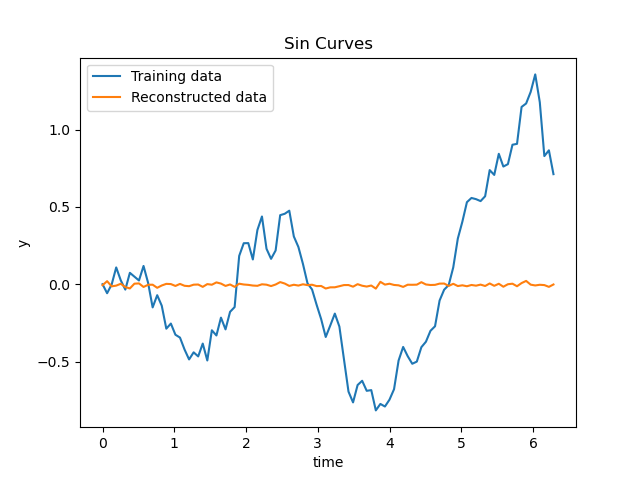 Sin Curves
Training data
Reconstructed data
1.0
0.5
0.0
−0.5
y
0 1 2 3 4 5 6
time